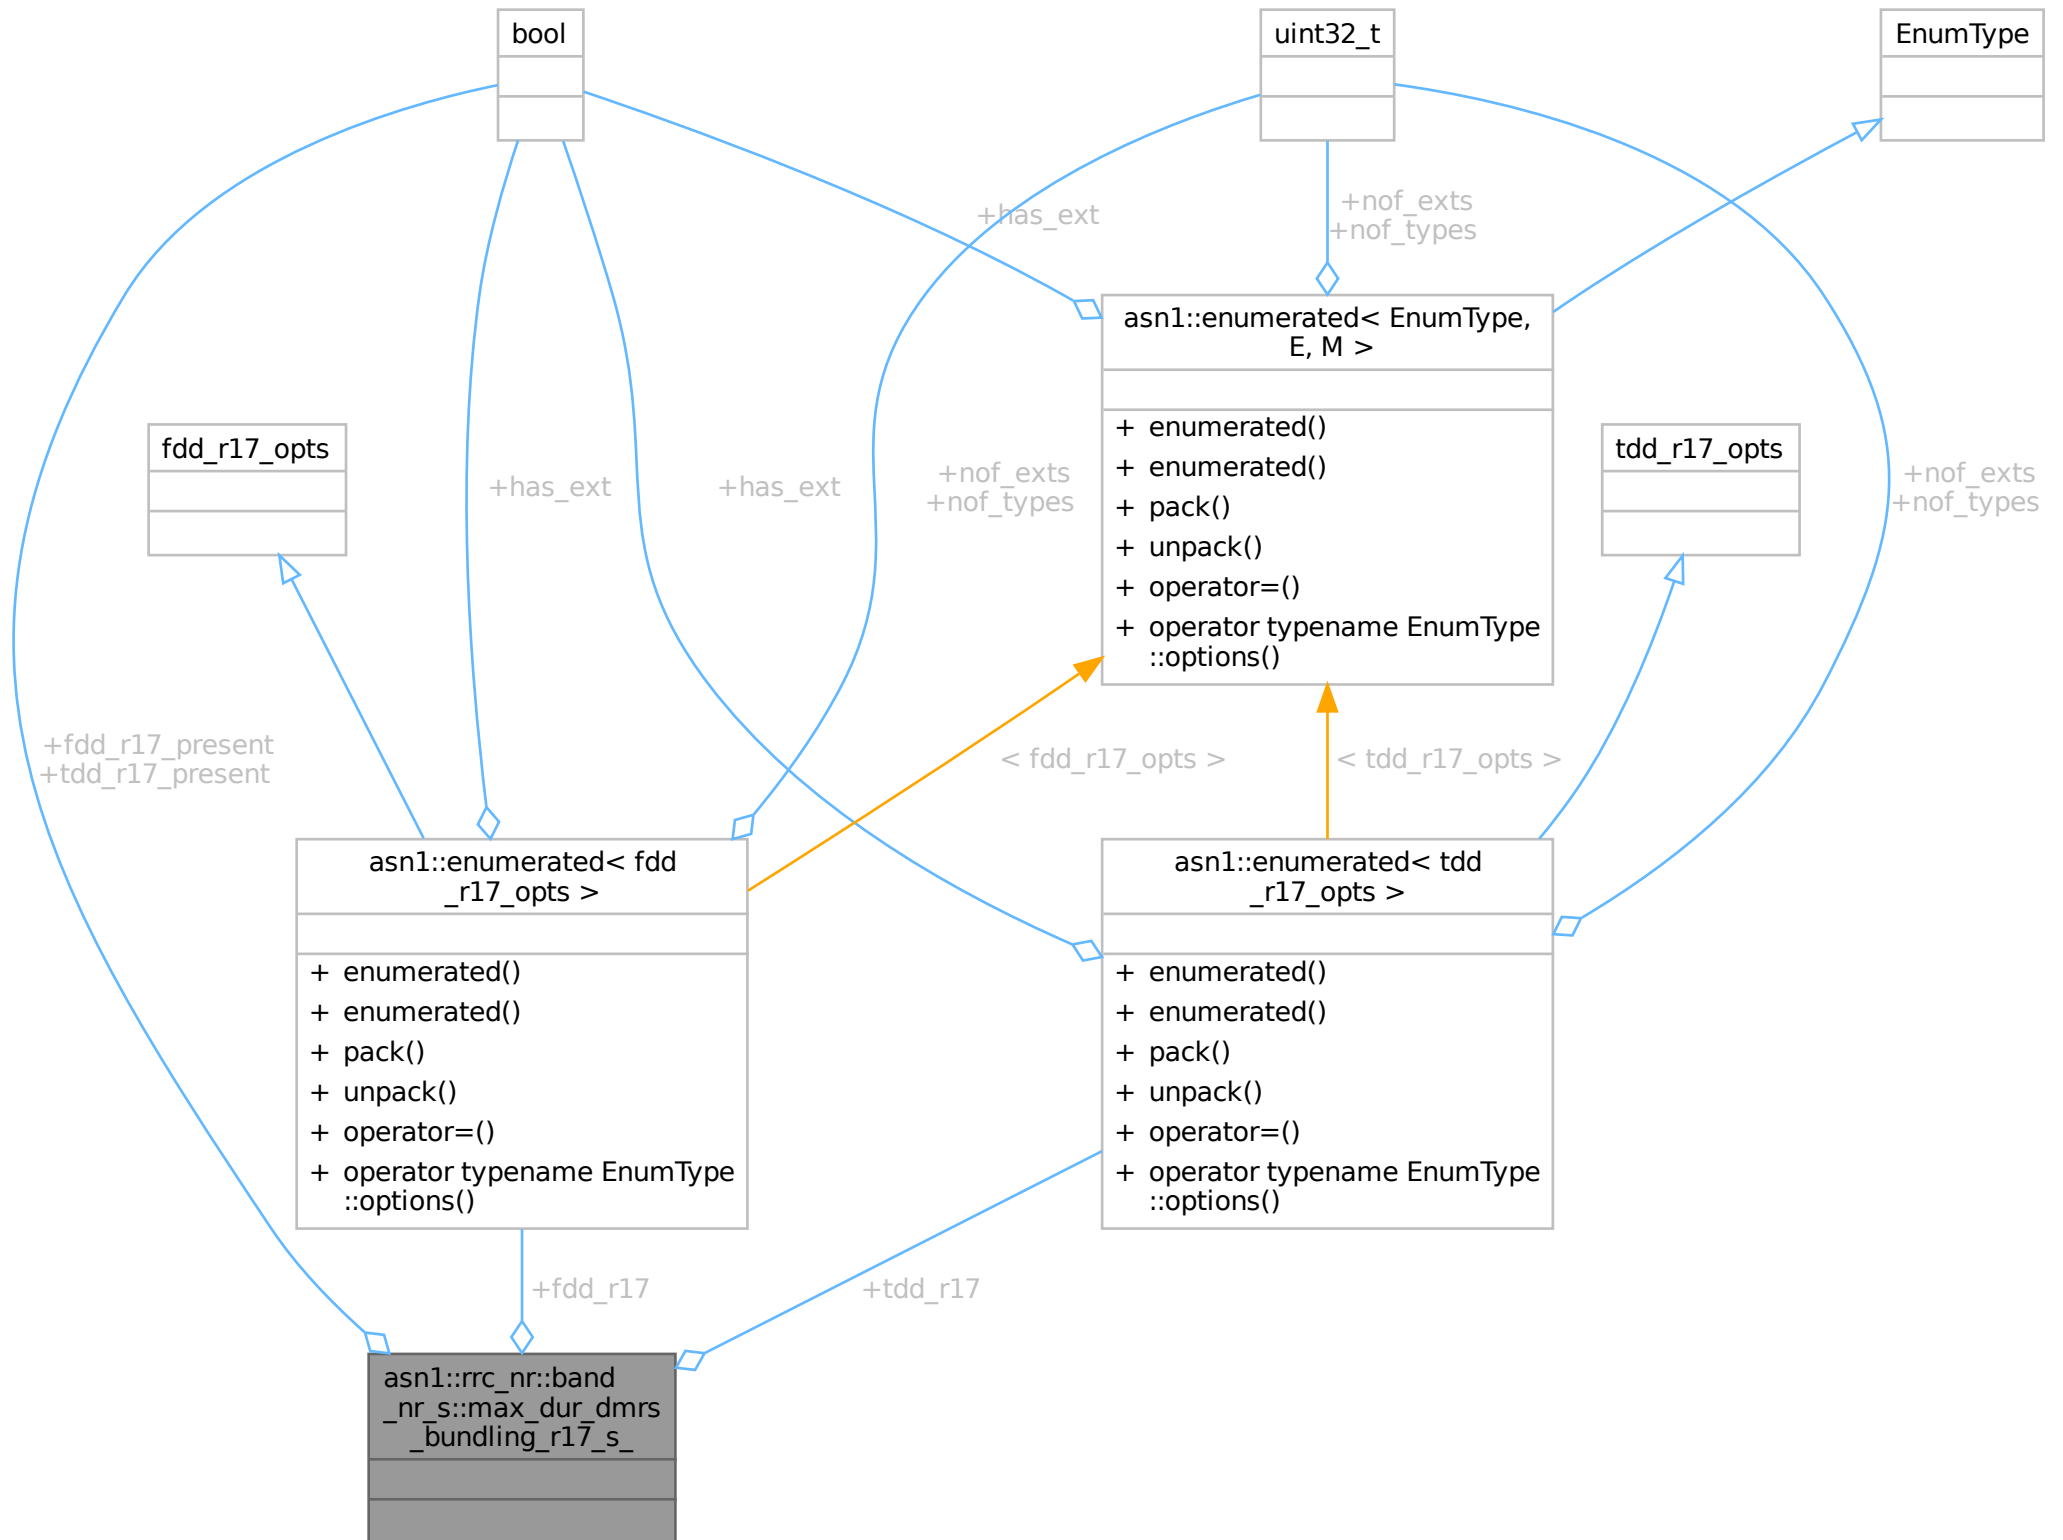 bool
uint32_t
EnumType
+has_ext
+nof_exts
+nof_types
asn1::enumerated< EnumType,
E, M >
+ enumerated()
+ enumerated()
+ pack()
+ unpack()
+ operator=()
+ operator typename EnumType
::options()
fdd_r17_opts
tdd_r17_opts
+has_ext
+has_ext
+nof_exts
+nof_types
+nof_exts
+nof_types
+fdd_r17_present
+tdd_r17_present
< fdd_r17_opts >
< tdd_r17_opts >
asn1::enumerated< fdd
_r17_opts >
+ enumerated()
+ enumerated()
+ pack()
+ unpack()
+ operator=()
+ operator typename EnumType
::options()
asn1::enumerated< tdd
_r17_opts >
+ enumerated()
+ enumerated()
+ pack()
+ unpack()
+ operator=()
+ operator typename EnumType
::options()
+fdd_r17
+tdd_r17
asn1::rrc_nr::band
_nr_s::max_dur_dmrs
_bundling_r17_s_